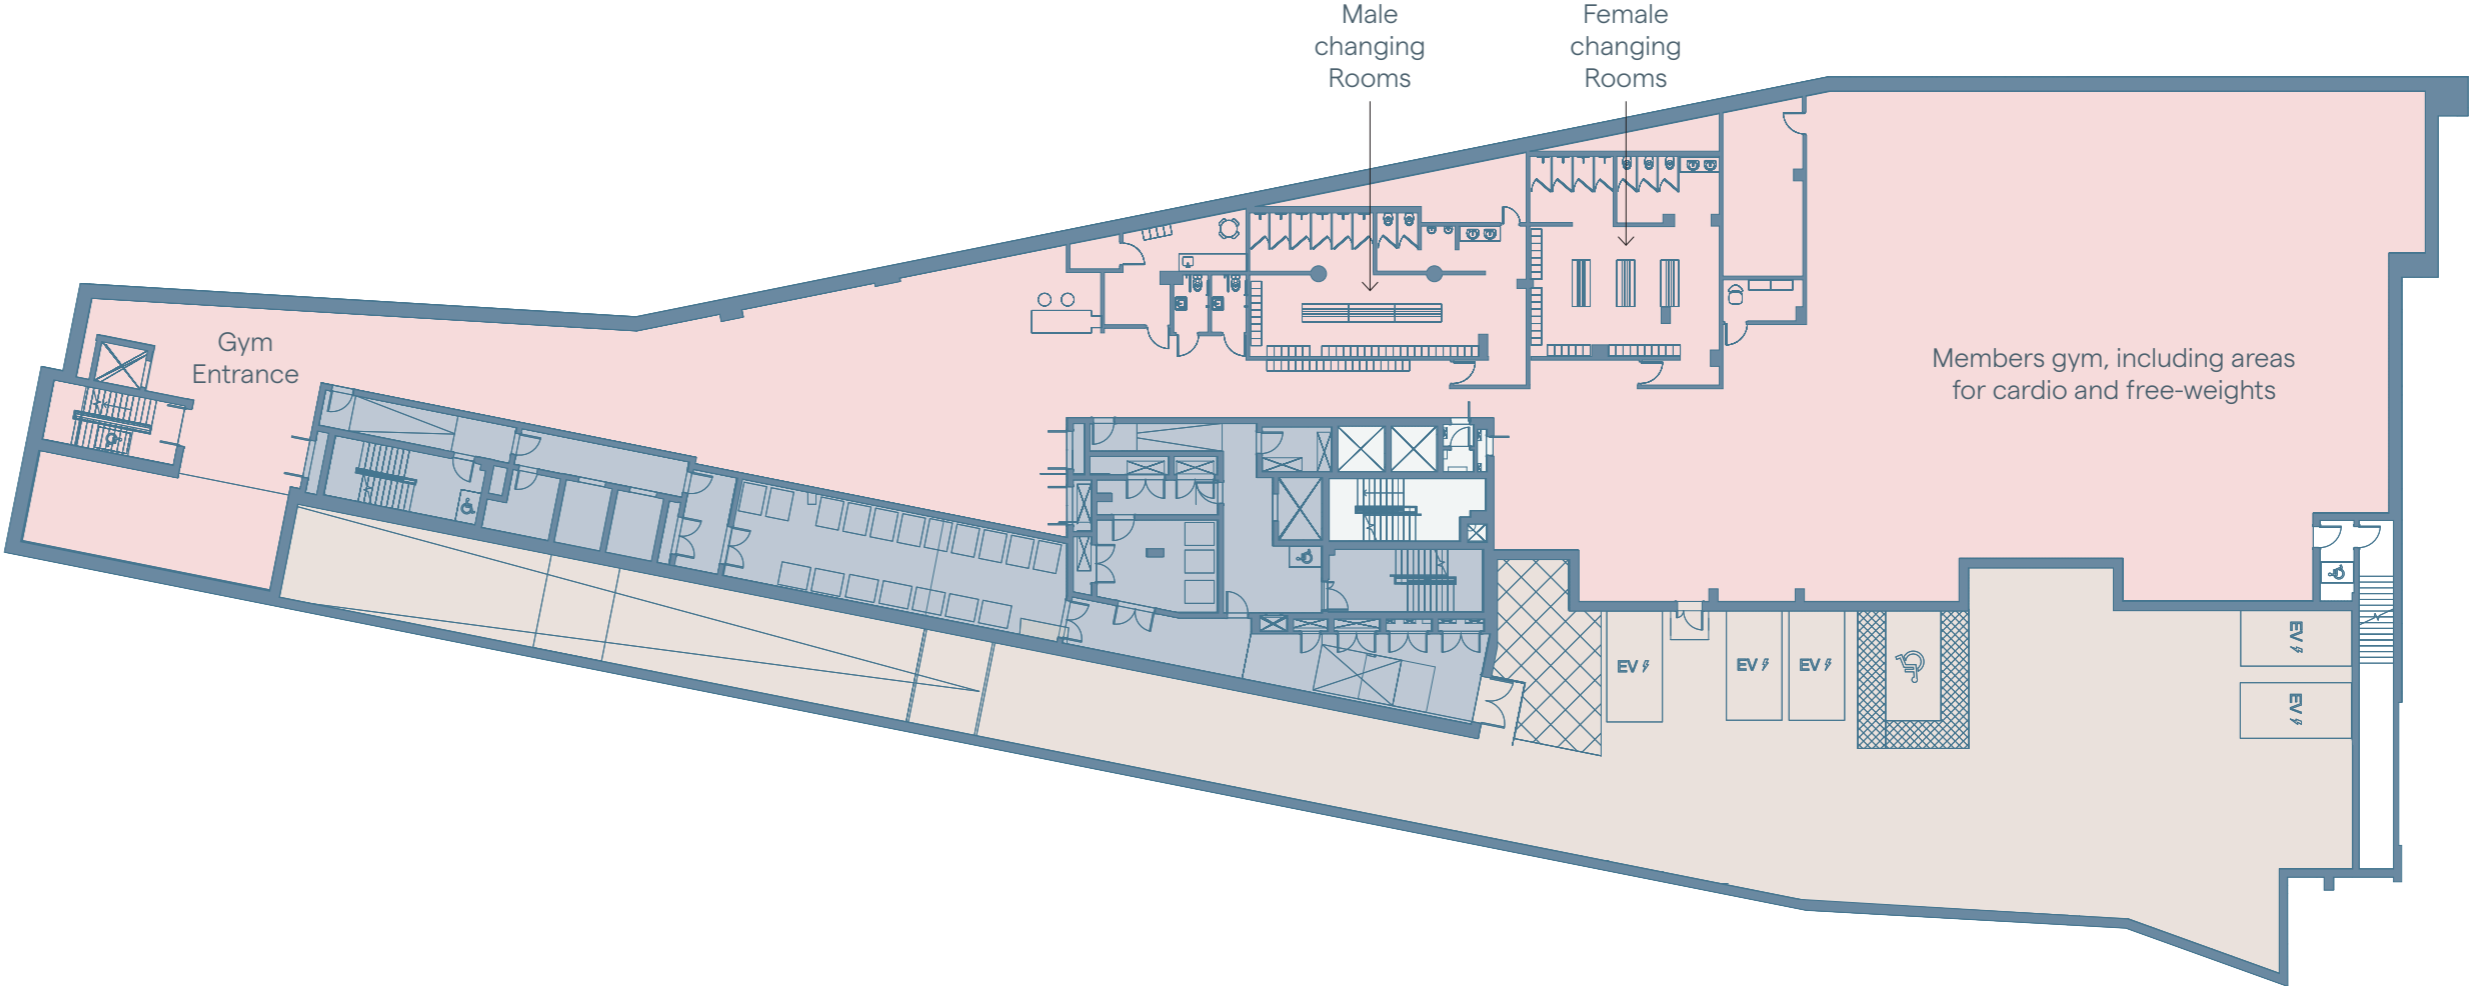 Male
changing
Rooms
Female
changing
Rooms
Gym
Entrance
Members gym, including areas
for cardio and free-weights
EV
EV
EV
EV
EV